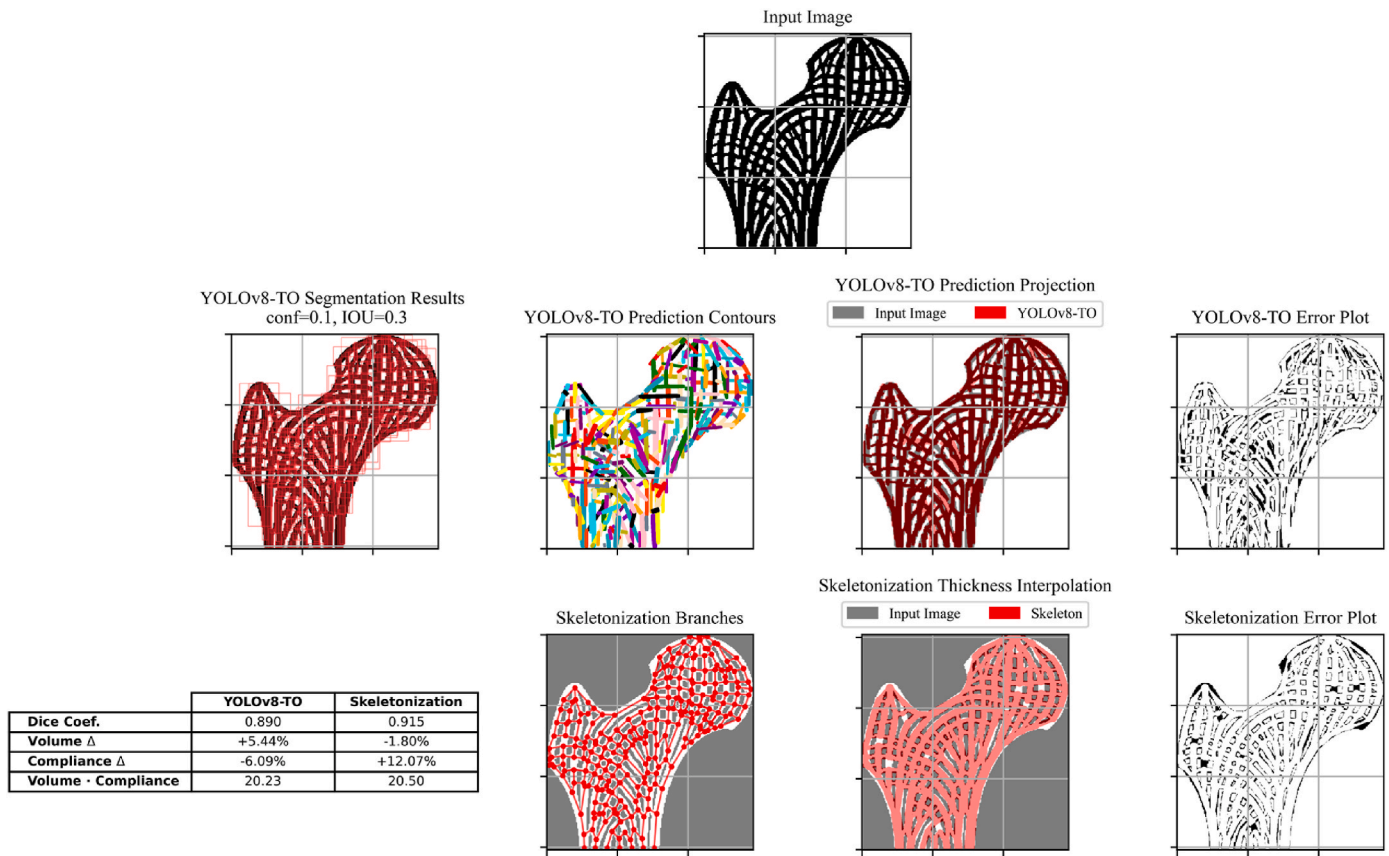 Input Image
YOLOv8-TO Segmentation Results
conf=0.1, IOU=0.3
YOLOv8-TO Prediction Contours
YOLOv8-TO Prediction Projection
Input Image YOLOv8-TO
YOLOv8-TO Error Plot
Skeletonization Branches
Skeletonization Thickness Interpolation
Input Image Skeleton
Skeletonization Error Plot
YOLOv8-TO Skeletonization
Dice Coef. 0.890 0.915
Volume Δ +5.44% -1.80%
Compliance Δ -6.09% +12.07%
Volume · Compliance 20.23 20.50